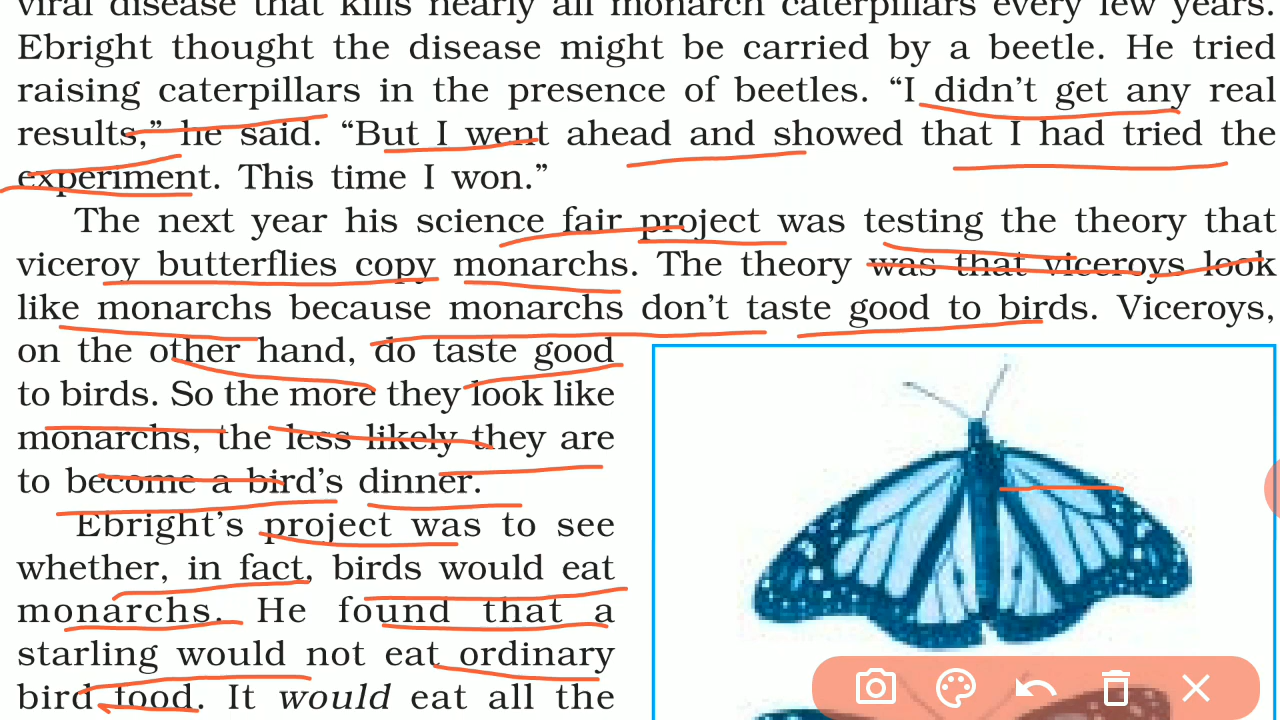 viral disease that kills nearly all monarch caterpillars every few years.
Ebright thought the disease might be carried by a beetle. He tried
raising caterpillars in the presence of beetles. “I didn’t get any real
results,” he said. “But I went ahead and showed that I had tried the
experiment. This time I won.”
The next year his science fair project was testing the theory that
viceroy butterflies copy monarchs. The theory was that viceroys look
like monarchs because monarchs don’t taste good to birds. Viceroys,
on the other hand, do taste good
to birds. So the more they look like
monarchs, the less likely they are
to become a bird’s dinner.
Ebright’s project was to see
whether, in fact, birds would eat
monarchs. He found that a
starling would not eat ordinary
bird food. It would eat all the